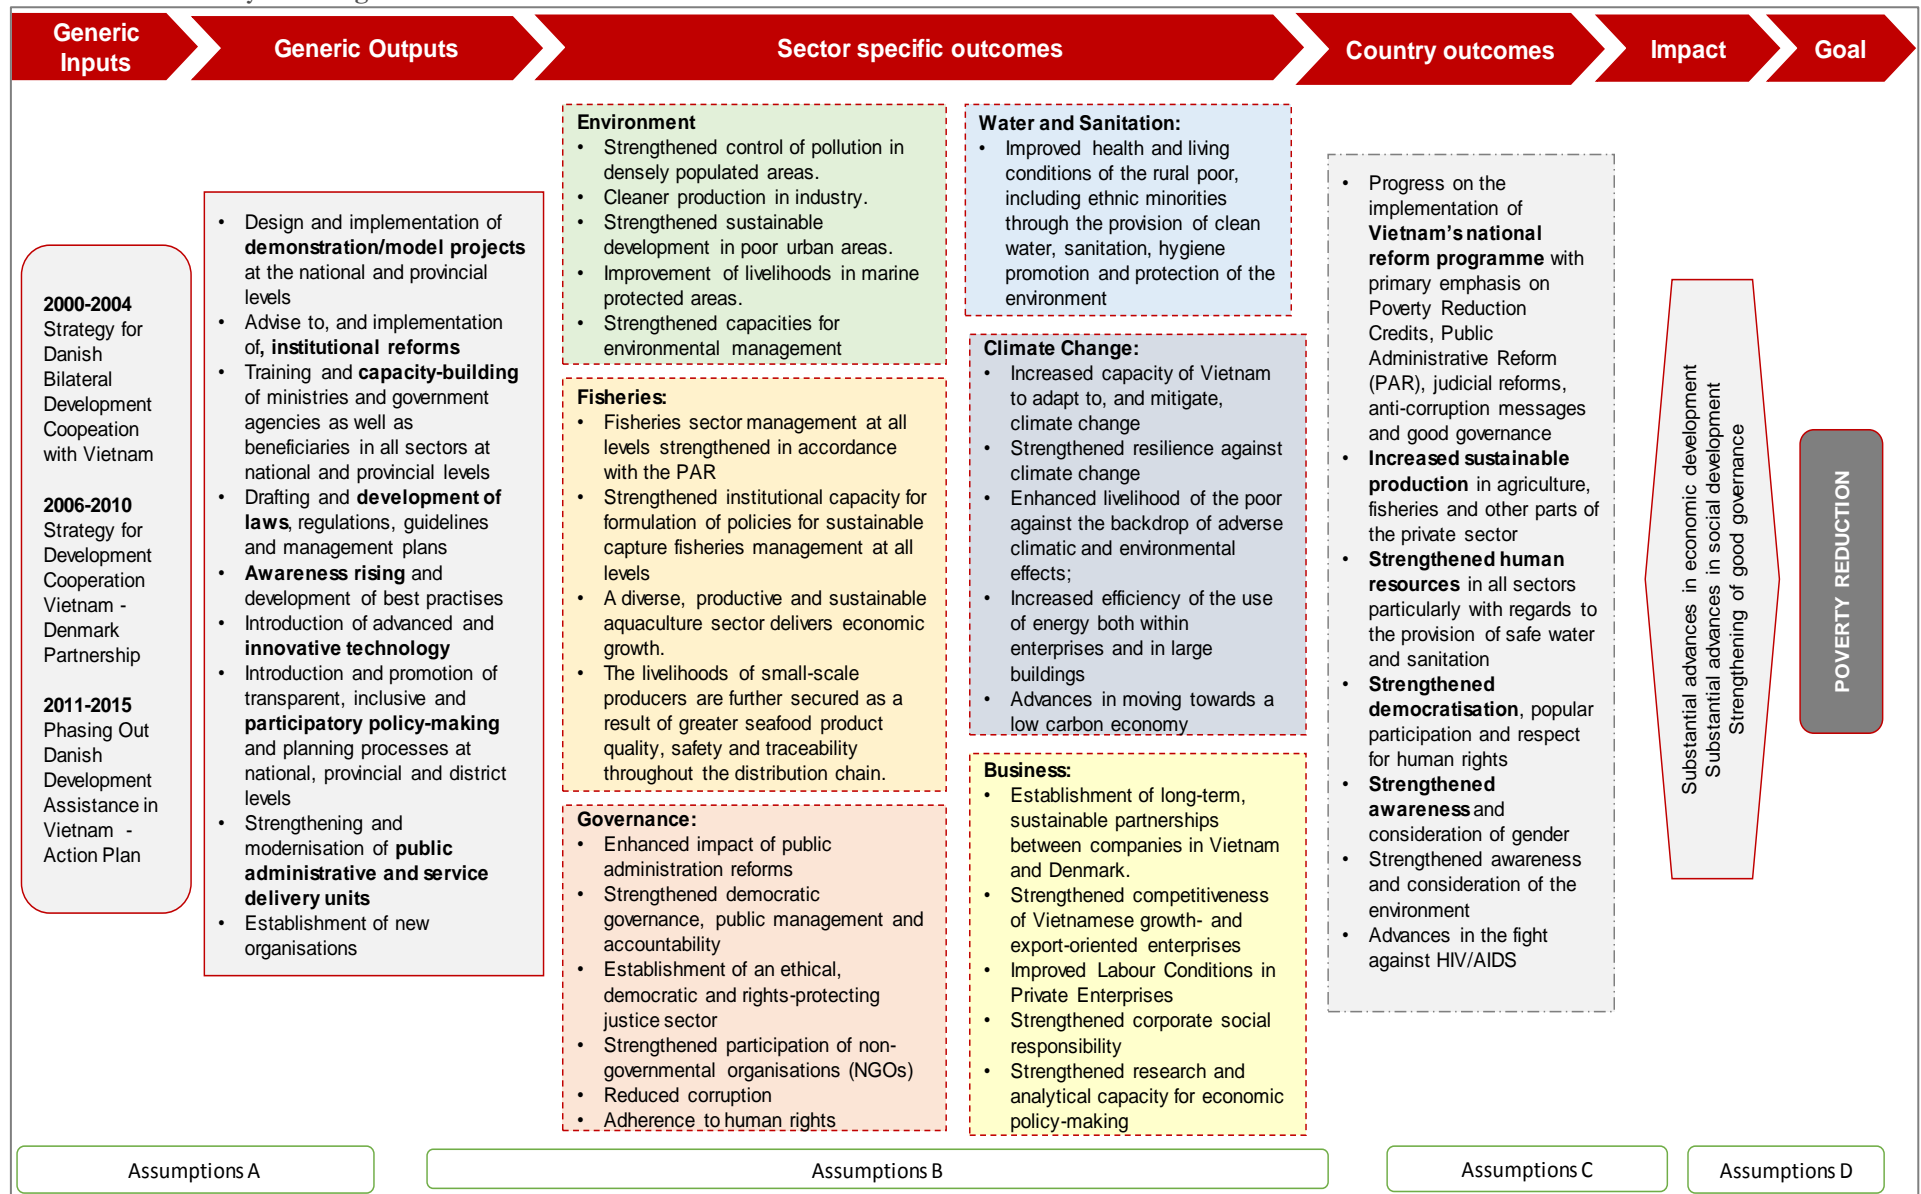 Generic
Inputs
Generic Outputs
Sector specific outcomes
Country outcomes
Impact
Goal
2000-2004
Strategy for
Danish
Bilateral
Development
Coopeation
with Vietnam
2006-2010
Strategy for
Development
Cooperation
Vietnam -
Denmark
Partnership
2011-2015
Phasing Out
Danish
Development
Assistance in
Vietnam -
Action Plan
• Design and implementation of
demonstration/model projects
at the national and provincial
levels
• Advise to, and implementation
of, institutional reforms
• Training and capacity-building
of ministries and government
agencies as well as
beneficiaries in all sectors at
national and provincial levels
• Drafting and development of
laws, regulations, guidelines
and management plans
• Awareness rising and
development of best practises
• Introduction of advanced and
innovative technology
• Introduction and promotion of
transparent, inclusive and
participatory policy-making
and planning processes at
national, provincial and district
levels
• Strengthening and
modernisation of public
administrative and service
delivery units
• Establishment of new
organisations
Environment
• Strengthened control of pollution in
densely populated areas.
• Cleaner production in industry.
• Strengthened sustainable
development in poor urban areas.
• Improvement of livelihoods in marine
protected areas.
• Strengthened capacities for
environmental management
Fisheries:
• Fisheries sector management at all
levels strengthened in accordance
with the PAR
• Strengthened institutional capacity for
formulation of policies for sustainable
capture fisheries management at all
levels
• A diverse, productive and sustainable
aquaculture sector delivers economic
growth.
• The livelihoods of small-scale
producers are further secured as a
result of greater seafood product
quality, safety and traceability
throughout the distribution chain.
Governance:
• Enhanced impact of public
administration reforms
• Strengthened democratic
governance, public management and
accountability
• Establishment of an ethical,
democratic and rights-protecting
justice sector
• Strengthened participation of non-
governmental organisations (NGOs)
• Reduced corruption
• Adherence to human rights
Water and Sanitation:
• Improved health and living
conditions of the rural poor,
including ethnic minorities
through the provision of clean
water, sanitation, hygiene
promotion and protection of the
environment
Climate Change:
• Increased capacity of Vietnam
to adapt to, and mitigate,
climate change
• Strengthened resilience against
climate change
• Enhanced livelihood of the poor
against the backdrop of adverse
climatic and environmental
effects;
• Increased efficiency of the use
of energy both within
enterprises and in large
buildings
• Advances in moving towards a
low carbon economy
Business:
• Establishment of long-term,
sustainable partnerships
between companies in Vietnam
and Denmark.
• Strengthened competitiveness
of Vietnamese growth- and
export-oriented enterprises
• Improved Labour Conditions in
Private Enterprises
• Strengthened corporate social
responsibility
• Strengthened research and
analytical capacity for economic
policy-making
• Progress on the
implementation of
Vietnam's national
reform programme with
primary emphasis on
Poverty Reduction
Credits, Public
Administrative Reform
(PAR), judicial reforms,
anti-corruption messages
and good governance
• Increased sustainable
production in agriculture,
fisheries and other parts of
the private sector
• Strengthened human
resources in all sectors
particularly with regards to
the provision of safe water
and sanitation
• Strengthened
democratisation, popular
participation and respect
for human rights
• Strengthened
awareness and
consideration of gender
• Strengthened awareness
and consideration of the
environment
• Advances in the fight
against HIV/AIDS
Substantial advances in economic development
Substantial advances in social development
Strengthening of good governance
POVERTY REDUCTION
Assumptions A
Assumptions B
Assumptions C
Assumptions D